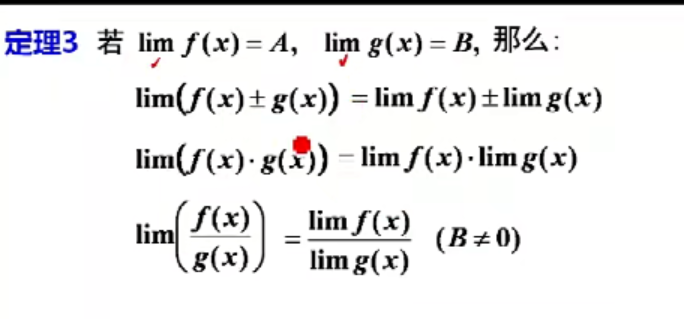 定理3 若 lim f(x) = A, lim g(x) = B, 那么:
lim(f(x) ± g(x)) = lim f(x) ± lim g(x)
lim(f(x) · g(x)) = lim f(x) · lim g(x)
lim(f(x)/g(x)) = lim f(x)/lim g(x) (B ≠ 0)